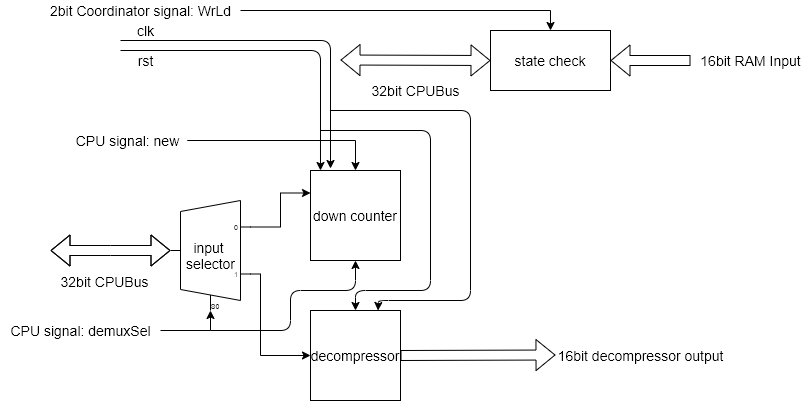 2bit Coordinator signal: WrLd
clk
rst
state check
16bit RAM Input
32bit CPUBus
CPU signal: new
down counter
0
input
selector
1
32bit CPUBus
S0
CPU signal: demuxSel
decompressor
16bit decompressor output